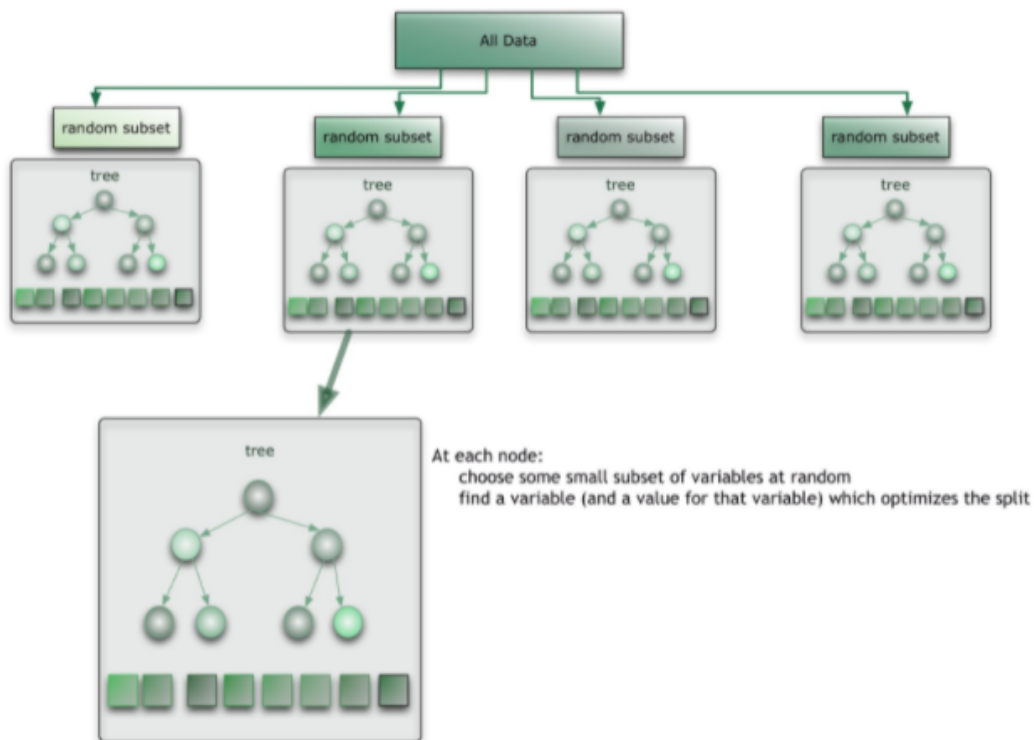 All Data
random subset
random subset
random subset
random subset
tree
tree
tree
tree
tree
At each node:
choose some small subset of variables at random
find a variable (and a value for that variable) which optimizes the split